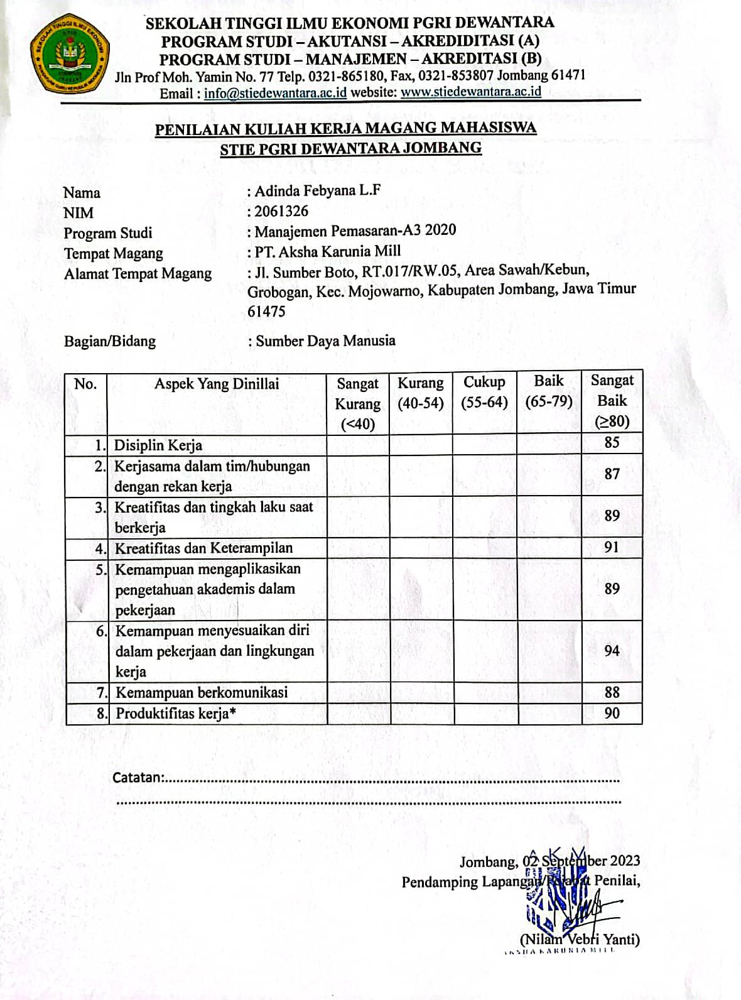 SEKOLAH TINGGI ILMU EKONOMI PGRI DEWANTARA
PROGRAM STUDI – AKUTANSI – AKREDIDITASI (A)
PROGRAM STUDI – MANAJEMEN – AKREDITASI (B)
Jln Prof Moh. Yamin No. 77 Telp. 0321-865180, Fax, 0321-853807 Jombang 61471
Email : info@stiedewantara.ac.id website: www.stiedewantara.ac.id
PENILAIAN KULIAH KERJA MAGANG MAHASISWA
STIE PGRI DEWANTARA JOMBANG
Nama : Adinda Febyana L.F
NIM : 2061326
Program Studi : Manajemen Pemasaran-A3 2020
Tempat Magang : PT. Aksha Karunia Mill
Alamat Tempat Magang : Jl. Sumber Boto, RT.017/RW.05, Area Sawah/Kebun,
Grobogan, Kec. Mojowarno, Kabupaten Jombang, Jawa Timur
61475
Bagian/Bidang : Sumber Daya Manusia
No. Aspek Yang Dinillai Sangat Kurang Cukup Baik Sangat
Kurang (40-54) (55-64) (65-79) Baik
(<40) (≥80)
1. Disiplin Kerja 85
2. Kerjasama dalam tim/hubungan
dengan rekan kerja 87
3. Kreatifitas dan tingkah laku saat
berkerja 89
4. Kreatifitas dan Keterampilan 91
5. Kemampuan mengaplikasikan
pengetahuan akademis dalam 89
pekerjaan
6. Kemampuan menyesuaikan diri
dalam pekerjaan dan lingkungan 94
kerja
7. Kemampuan berkomunikasi 88
8. Produktifitas kerja* 90
Catatan:
Jombang, 02 September 2023
Pendamping Lapangan/Pejabat Penilai,
(Nilam Vebri Yanti)
AKSHA KARUNIA MILL